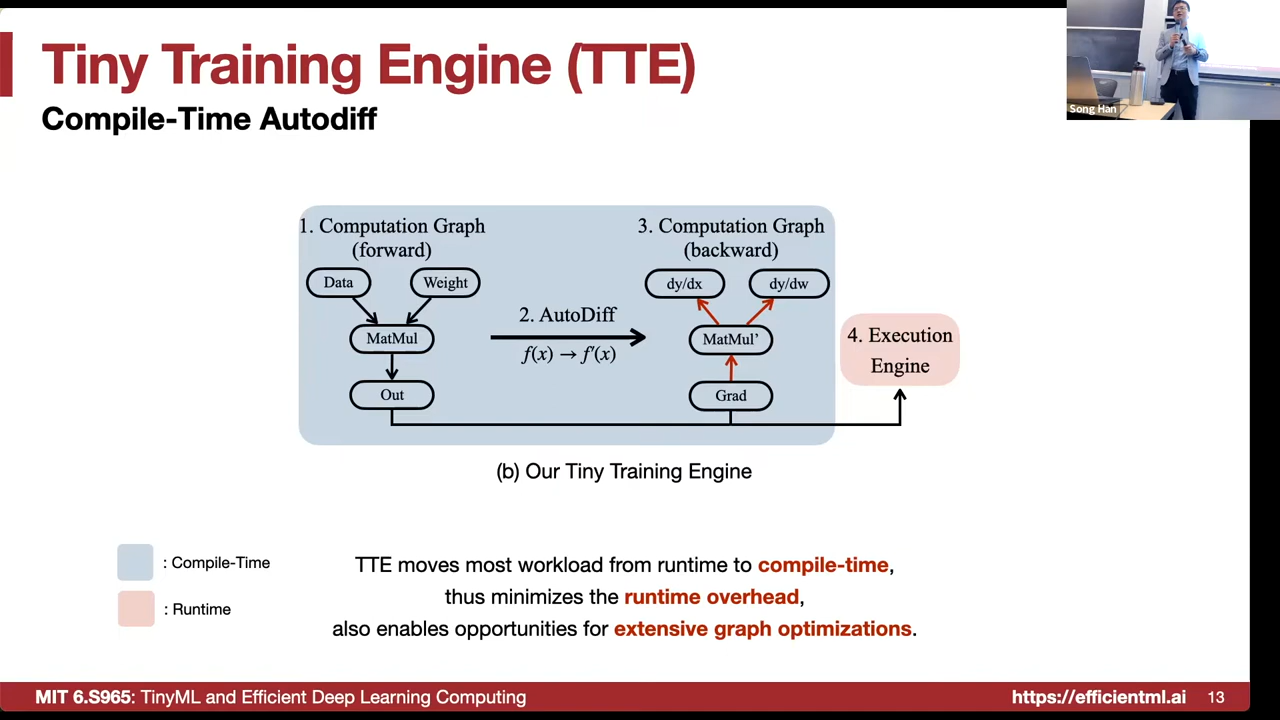 Tiny Training Engine (TTE)
Compile-Time Autodiff
Song Han
1. Computation Graph
(forward)
Data
Weight
MatMul
Out
2. AutoDiff
f(x) → f'(x)
3. Computation Graph
(backward)
dy/dx
dy/dw
MatMul’
Grad
4. Execution
Engine
(b) Our Tiny Training Engine
: Compile-Time
: Runtime
TTE moves most workload from runtime to compile-time,
thus minimizes the runtime overhead,
also enables opportunities for extensive graph optimizations.
MIT 6.S965: TinyML and Efficient Deep Learning Computing
https://efficientml.ai
13